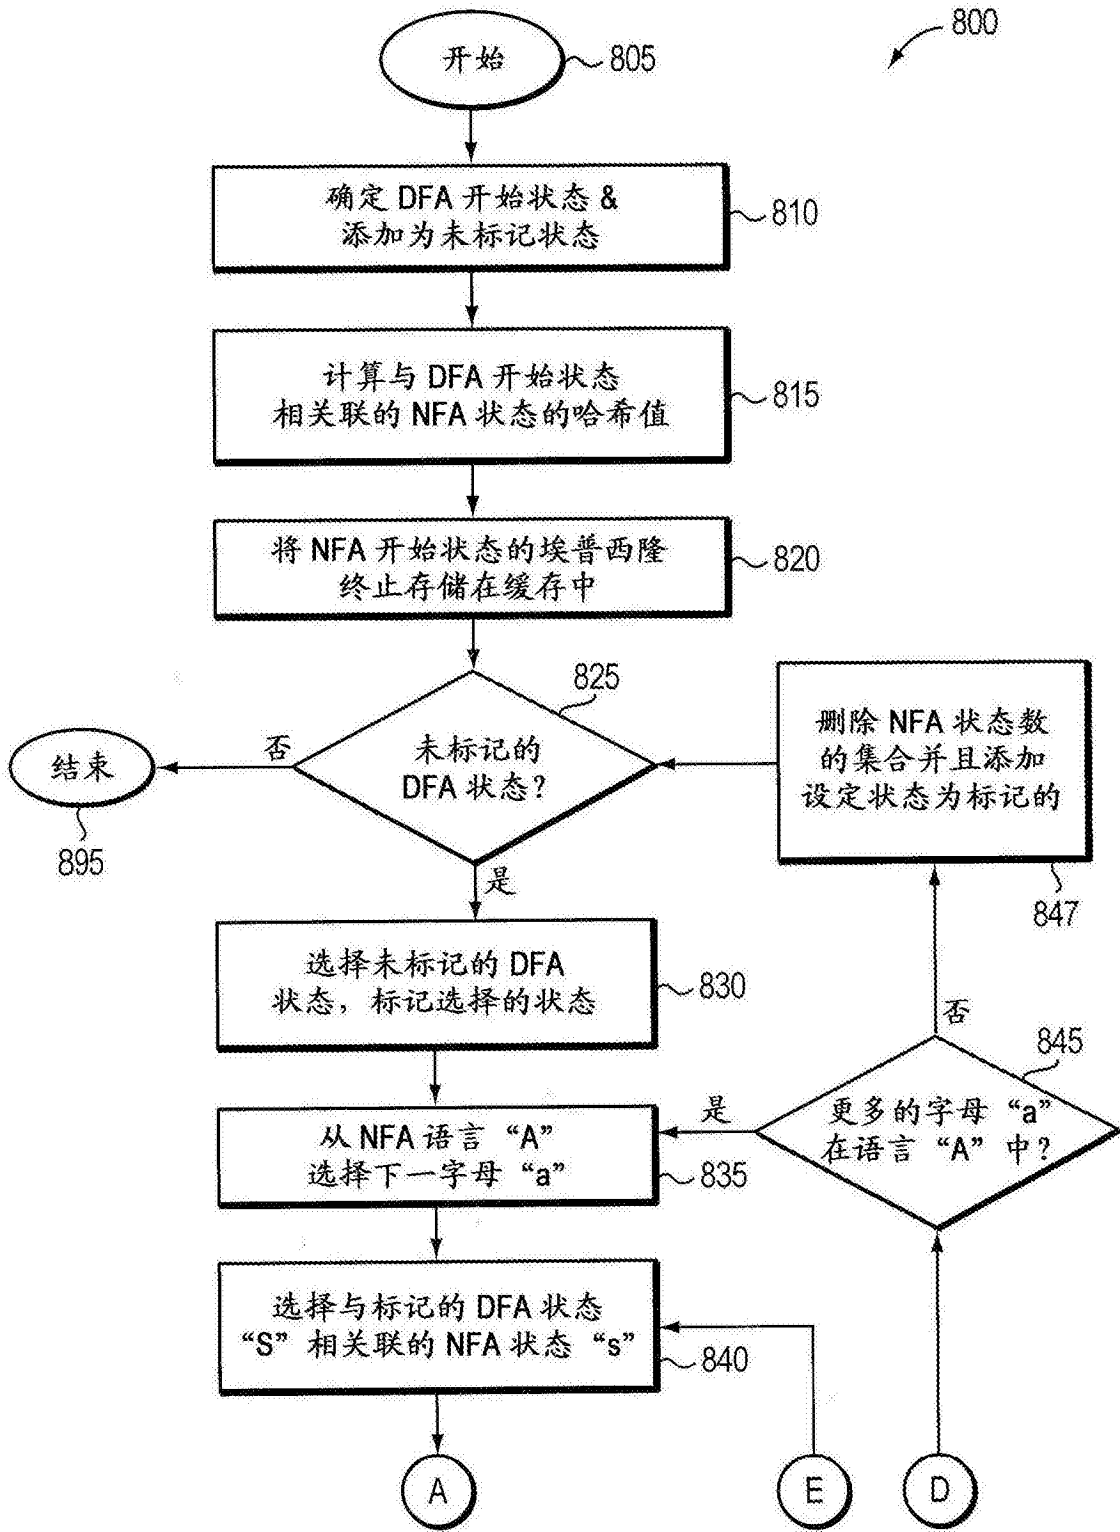 800
开始
805
确定 DFA 开始状态 &
添加为未标记状态
810
计算与 DFA 开始状态
相关联的 NFA 状态的哈希值
815
将 NFA 开始状态的埃普西隆
终止存储在缓存中
820
825
未标记的
DFA 状态？
否
结束
895
是
删除 NFA 状态数
的集合并且添加
设定状态为标记的
847
选择未标记的 DFA
状态，标记选择的状态
830
否
845
更多的字母“a”
在语言“A”中？
是
从 NFA 语言“A”
选择下一字母“a”
835
选择与标记的 DFA 状态
“S”相关联的 NFA 状态“s”
840
A
E
D